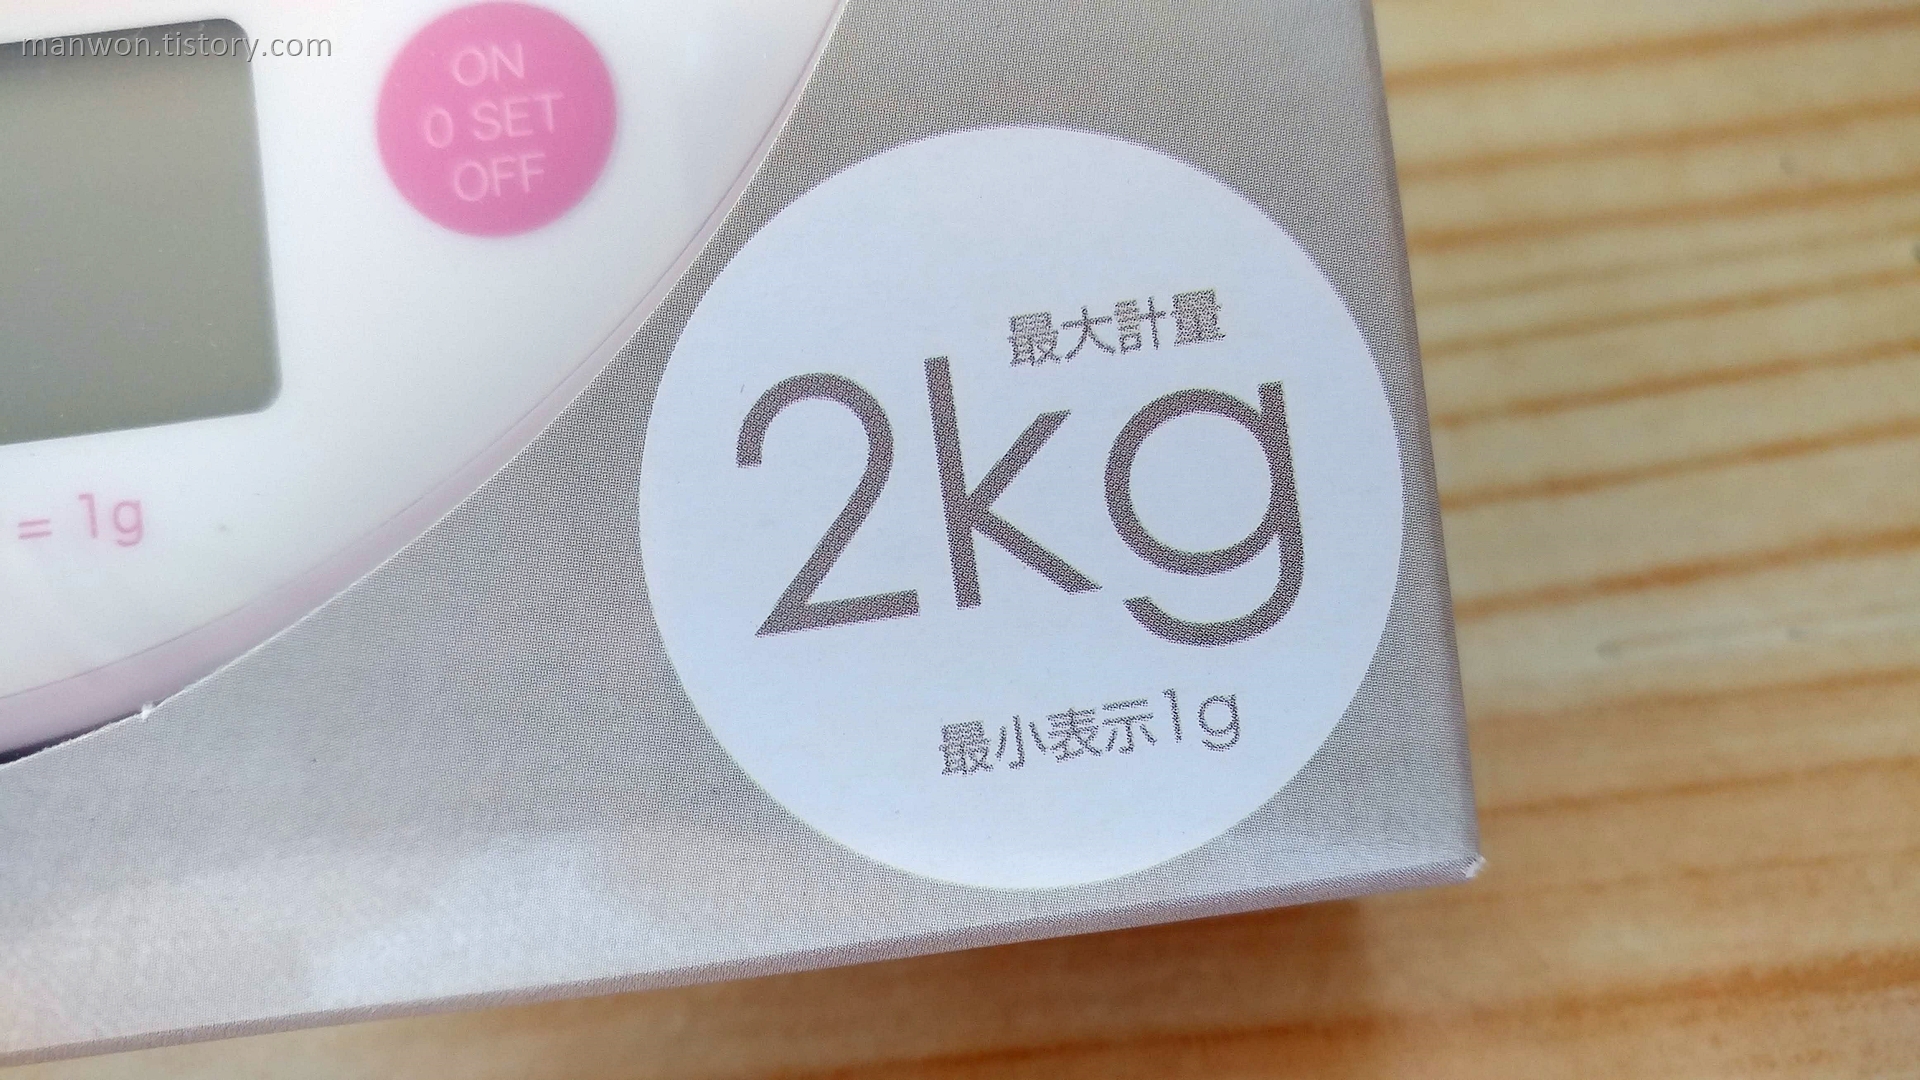 manwon.tistory.com
ON
0 SET
OFF
= 1g
最大計量
2kg
最小表示1g